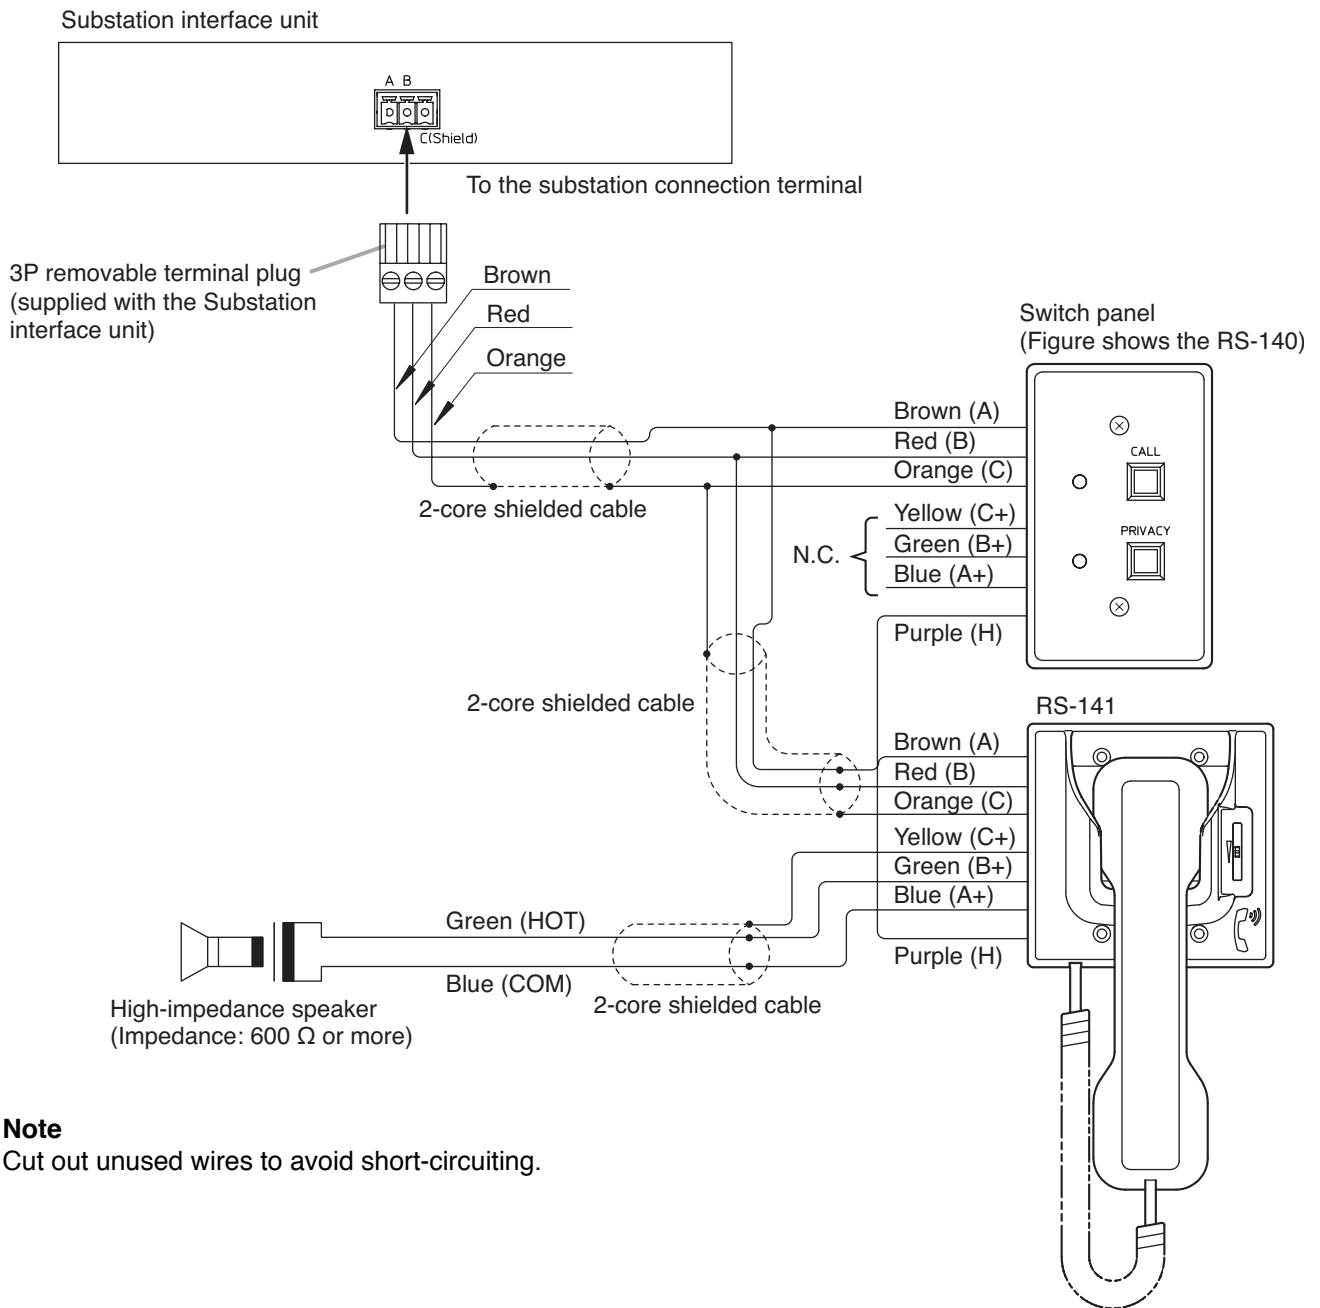 Substation interface unit
A B
C(Shield)
To the substation connection terminal
3P removable terminal plug
(supplied with the Substation
interface unit)
Brown
Red
Orange
Switch panel
(Figure shows the RS-140)
Brown (A)
Red (B)
Orange (C)
CALL
2-core shielded cable
Yellow (C+)
N.C.
Green (B+)
Blue (A+)
PRIVACY
Purple (H)
2-core shielded cable
RS-141
Brown (A)
Red (B)
Orange (C)
Yellow (C+)
Green (B+)
Blue (A+)
Purple (H)
Green (HOT)
Blue (COM)
2-core shielded cable
High-impedance speaker
(Impedance: 600 Ω or more)
Note
Cut out unused wires to avoid short-circuiting.